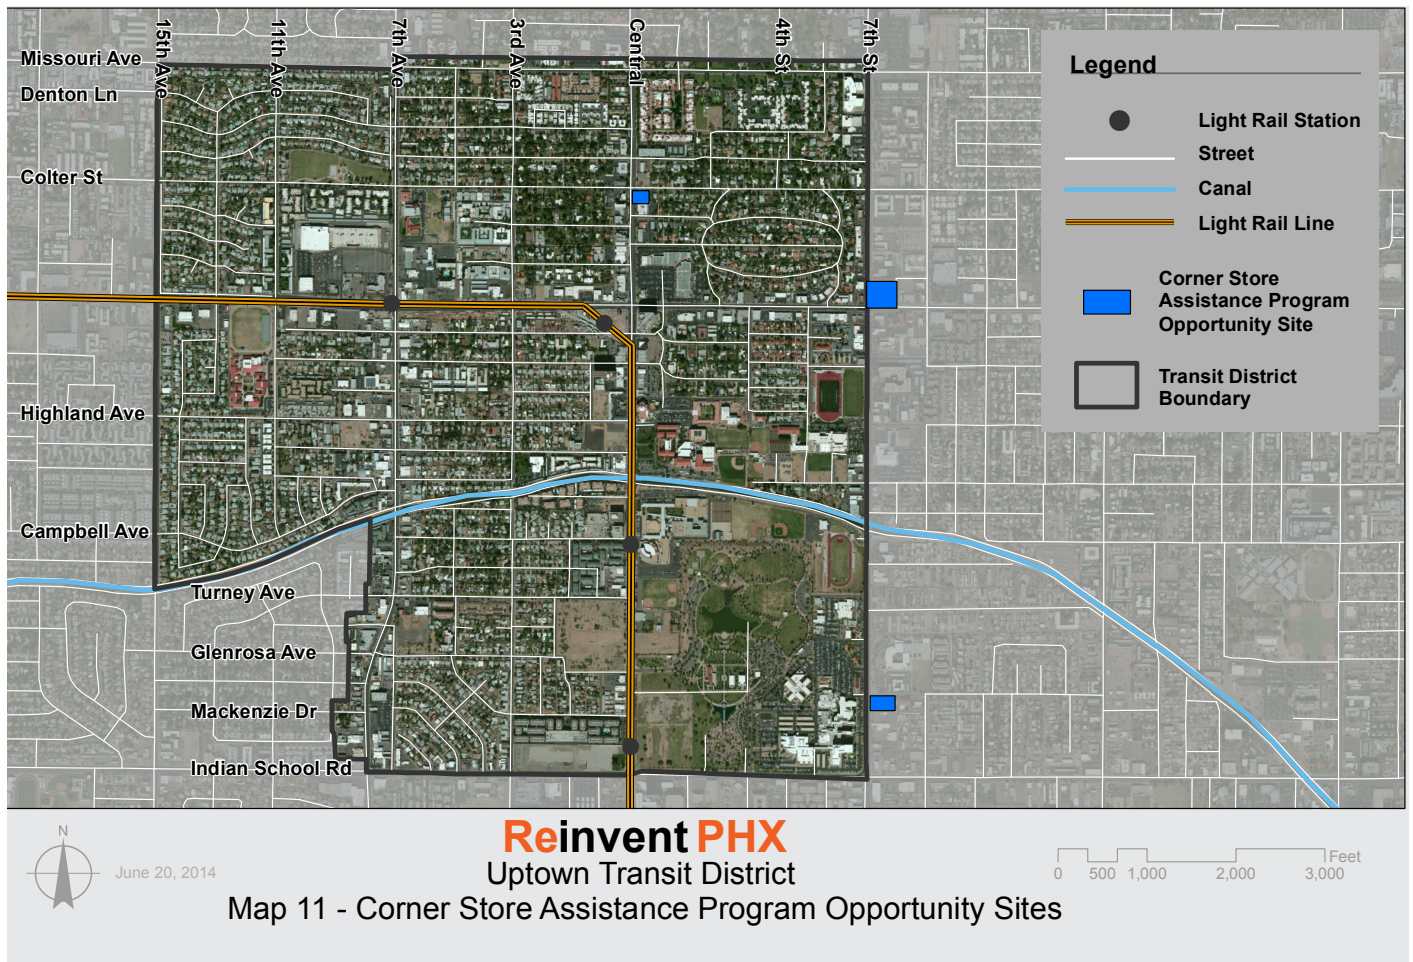 15th Ave
11th Ave
7th Ave
3rd Ave
Central
4th St
7th St
Missouri Ave
Denton Ln
Colter St
Highland Ave
Campbell Ave
Turney Ave
Glenrosa Ave
Mackenzie Dr
Indian School Rd
Legend
Light Rail Station
Street
Canal
Light Rail Line
Corner Store
Assistance Program
Opportunity Site
Transit District
Boundary
N
June 20, 2014
Reinvent PHX
Uptown Transit District
Map 11 - Corner Store Assistance Program Opportunity Sites
Feet
0 500 1,000 2,000 3,000